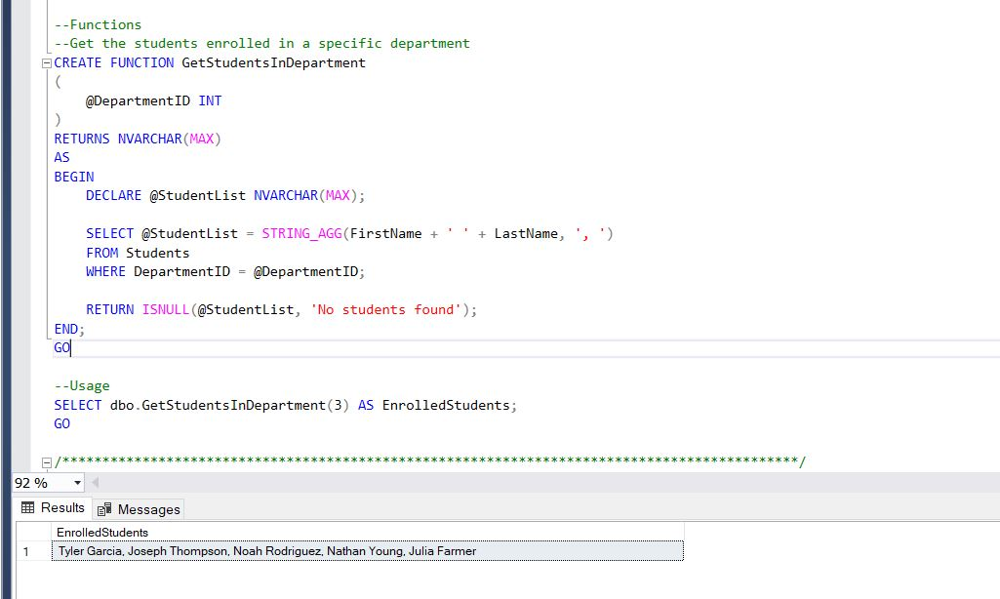 --Functions
--Get the students enrolled in a specific department
CREATE FUNCTION GetStudentsInDepartment
(
    @DepartmentID INT
)
RETURNS NVARCHAR(MAX)
AS
BEGIN
    DECLARE @StudentList NVARCHAR(MAX);

    SELECT @StudentList = STRING_AGG(FirstName + ' ' + LastName, ', ')
    FROM Students
    WHERE DepartmentID = @DepartmentID;

    RETURN ISNULL(@StudentList, 'No students found');
END;
GO

--Usage
SELECT dbo.GetStudentsInDepartment(3) AS EnrolledStudents;
GO

/********************************************************************************************/
92 %
Results Messages
EnrolledStudents
1 Tyler Garcia, Joseph Thompson, Noah Rodriguez, Nathan Young, Julia Farmer